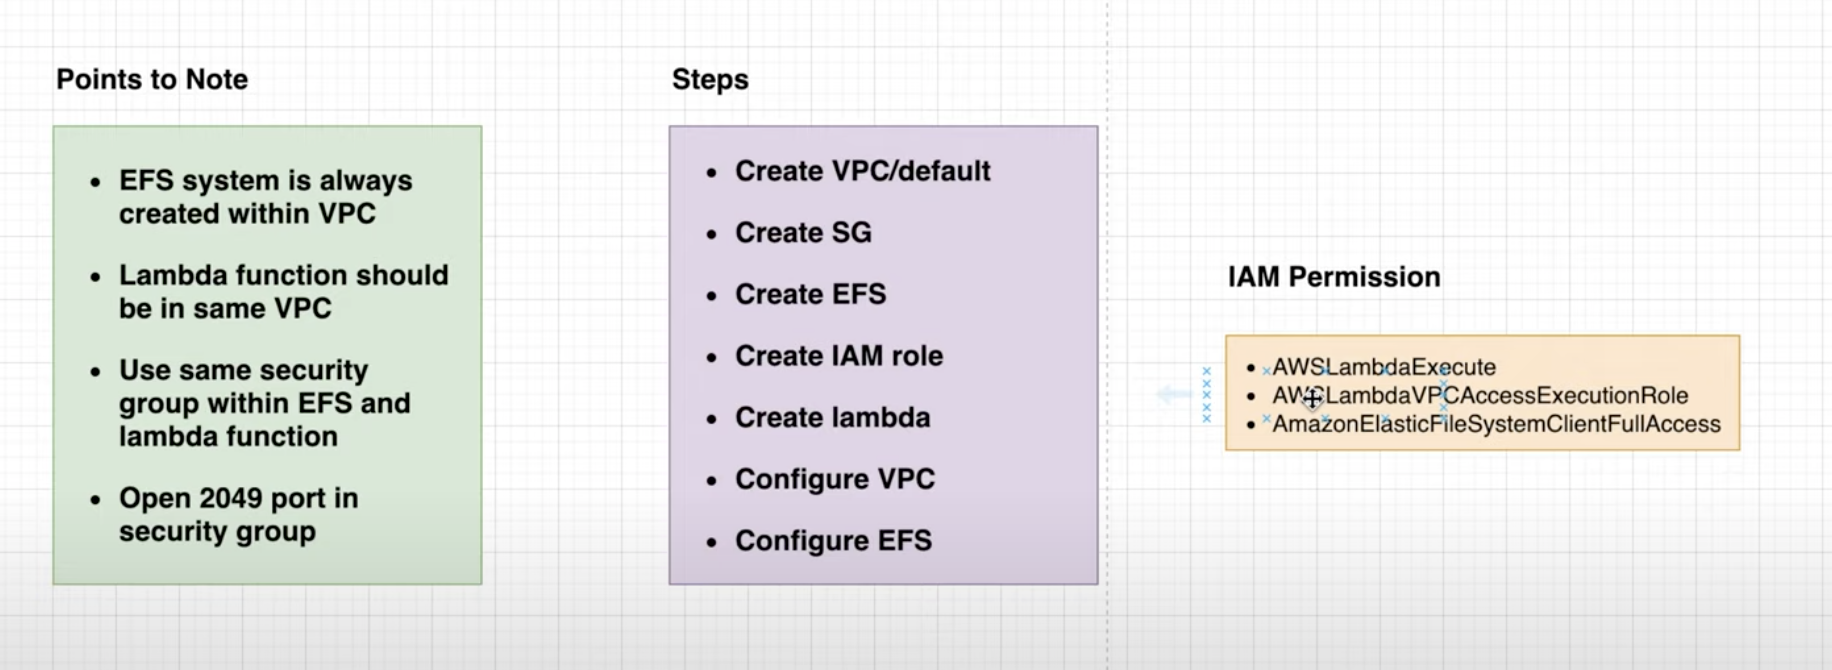 Points to Note
EFS system is always
created within VPC
Lambda function should
be in same VPC
Use same security
group within EFS and
lambda function
Open 2049 port in
security group
Steps
Create VPC/default
Create SG
Create EFS
Create IAM role
Create lambda
Configure VPC
Configure EFS
IAM Permission
AWSLambdaExecute
AWSLambdaVPCAccessExecutionRole
AmazonElasticFileSystemClientFullAccess